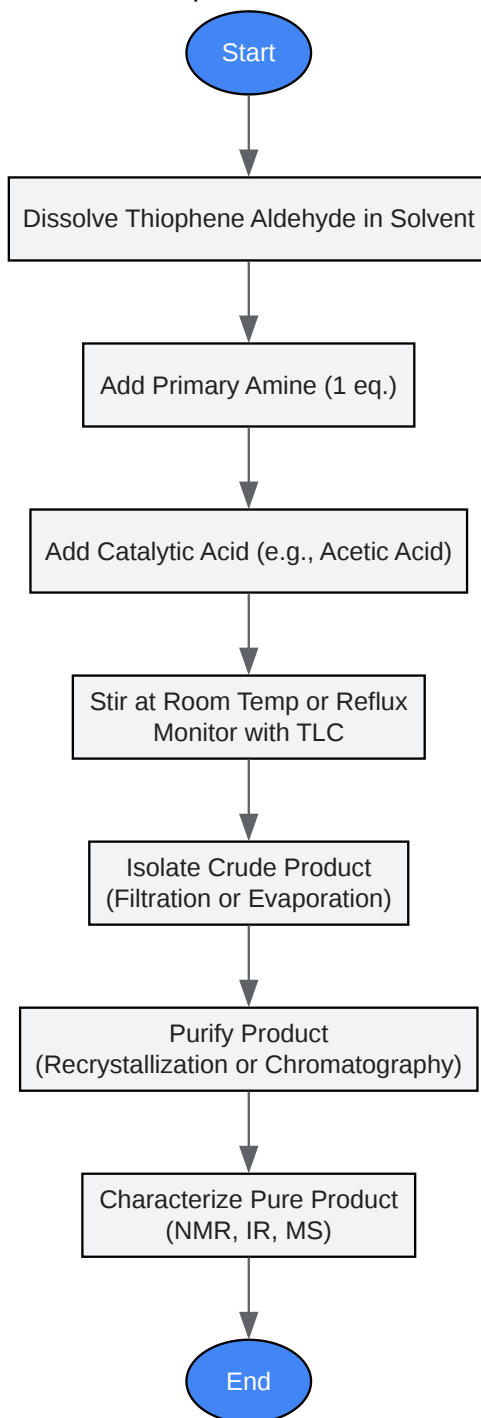 Start
Dissolve Thiophene Aldehyde in Solvent
Add Primary Amine (1 eq.)
Add Catalytic Acid (e.g., Acetic Acid)
Stir at Room Temp or Reflux
Monitor with TLC
Isolate Crude Product
(Filtration or Evaporation)
Purify Product
(Recrystallization or Chromatography)
Characterize Pure Product
(NMR, IR, MS)
End